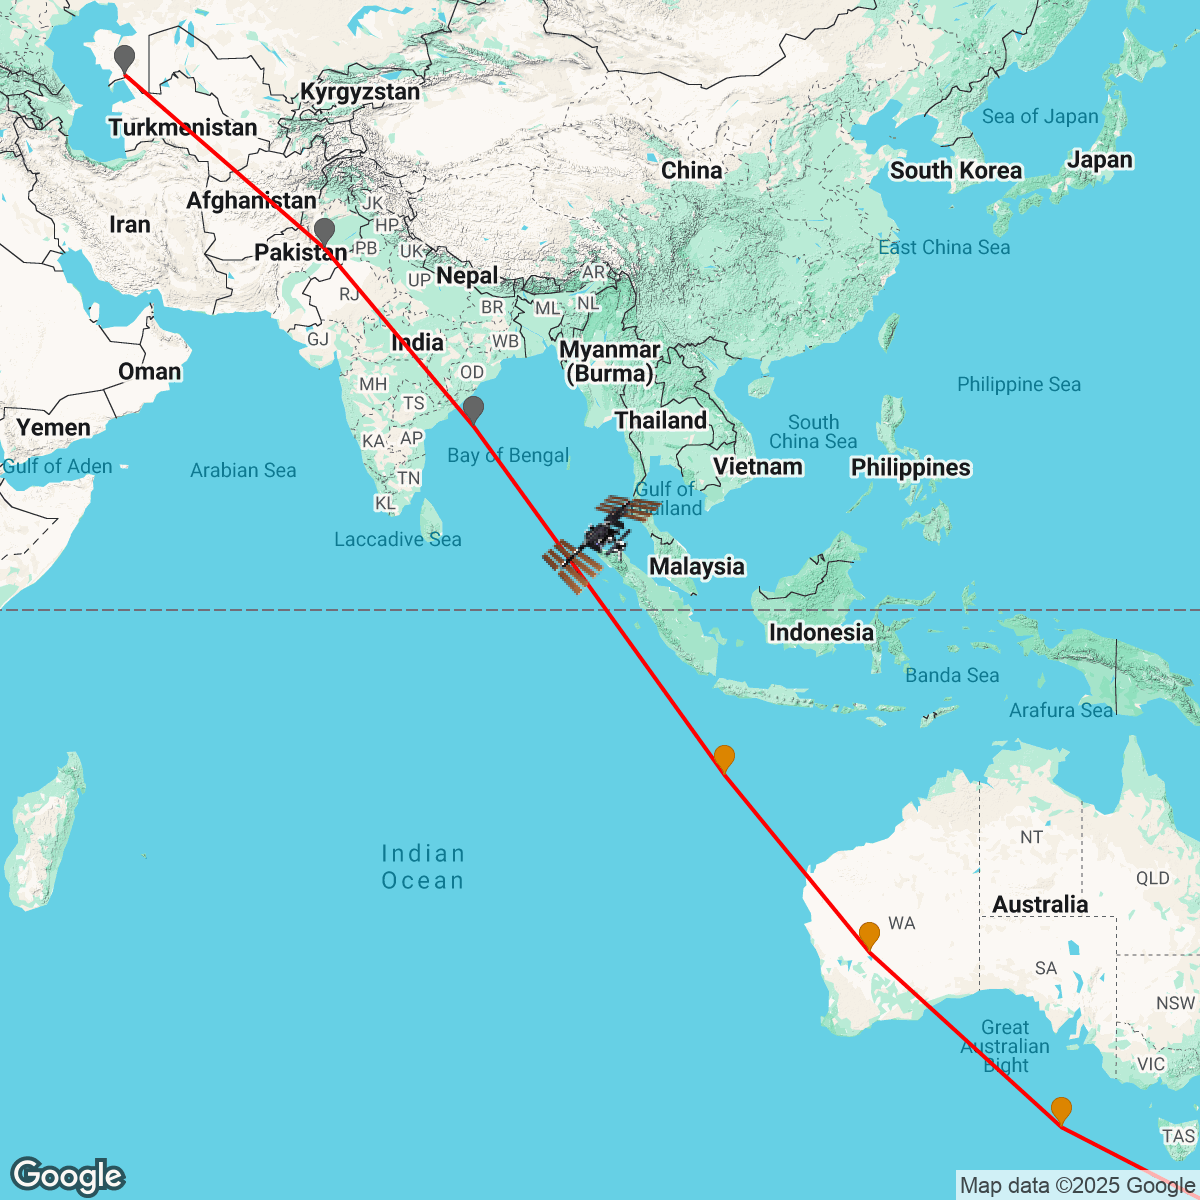 Kyrgyzstan
Sea of Japan
Turkmenistan
Japan
China
South Korea
Afghanistan
JK
Iran
HP
Pakistan
PB
UK
East China Sea
Nepal
AR
UP
RJ
BR
ML
NL
GJ
India
WB
Myanmar
(Burma)
Oman
OD
MH
Philippine Sea
TS
Thailand
South
China Sea
Yemen
KA
AP
Bay of Bengal
Gulf of Aden
Arabian Sea
Vietnam
Philippines
TN
Gulf of
Thailand
KL
Laccadive Sea
Malaysia
Indonesia
Banda Sea
Arafura Sea
NT
Indian
Ocean
QLD
Australia
WA
SA
NSW
Great
Australian
Bight
VIC
TAS
Google
Map data ©2025 Google